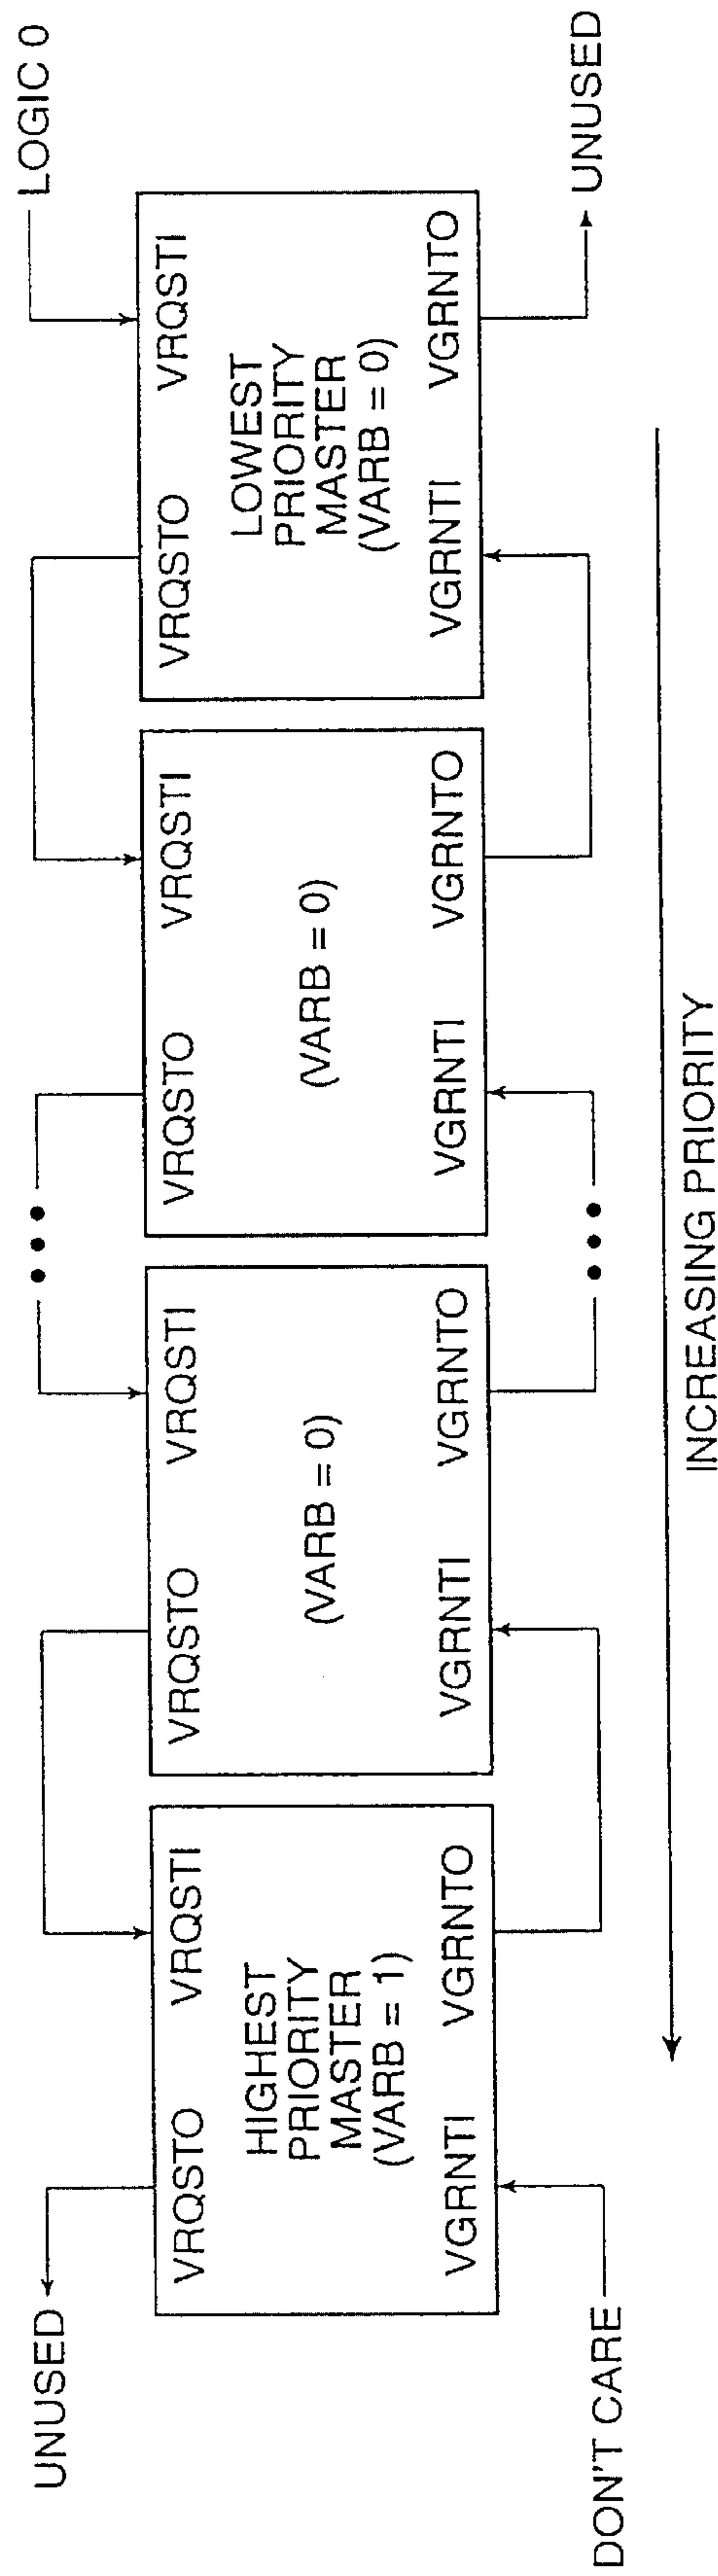 UNUSED
LOGIC 0
VRQSTO
VRQSTI
VRQSTO
VRQSTI
VRQSTO
VRQSTI
VRQSTO
VRQSTI
HIGHEST
PRIORITY
MASTER
(VARB = 1)
(VARB = 0)
(VARB = 0)
LOWEST
PRIORITY
MASTER
(VARB = 0)
VGRNTI
VGRNTO
VGRNTI
VGRNTO
VGRNTI
VGRNTO
VGRNTI
VGRNTO
DON'T CARE
UNUSED
INCREASING PRIORITY